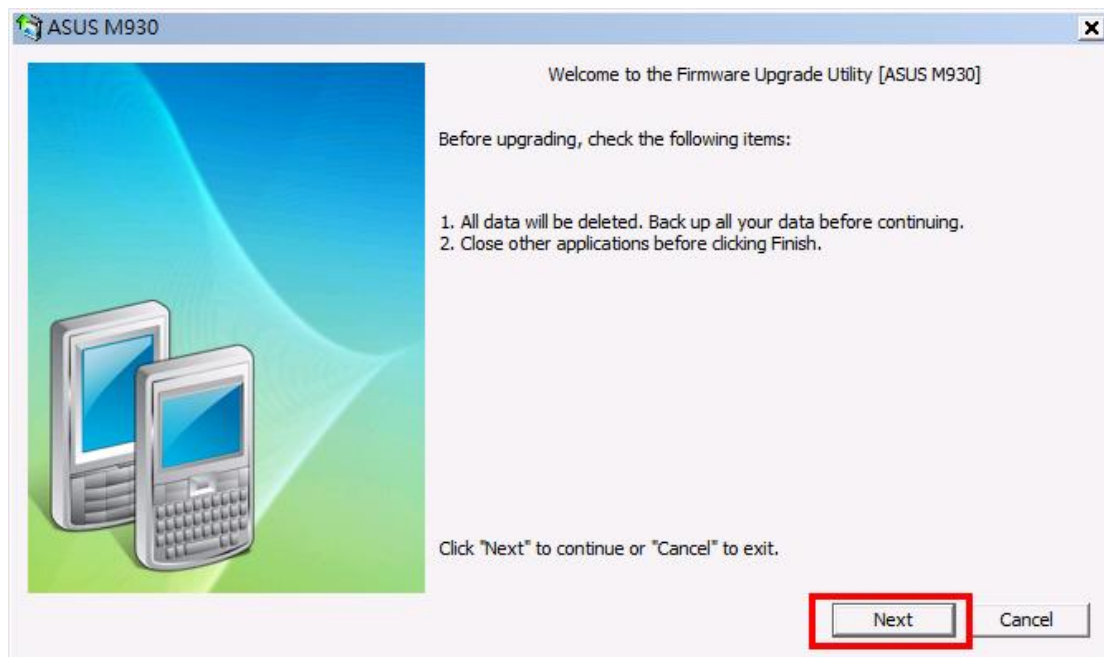 ASUS M930
Welcome to the Firmware Upgrade Utility [ASUS M930]
Before upgrading, check the following items:
1. All data will be deleted. Back up all your data before continuing.
2. Close other applications before clicking Finish.
Click "Next" to continue or "Cancel" to exit.
Next
Cancel